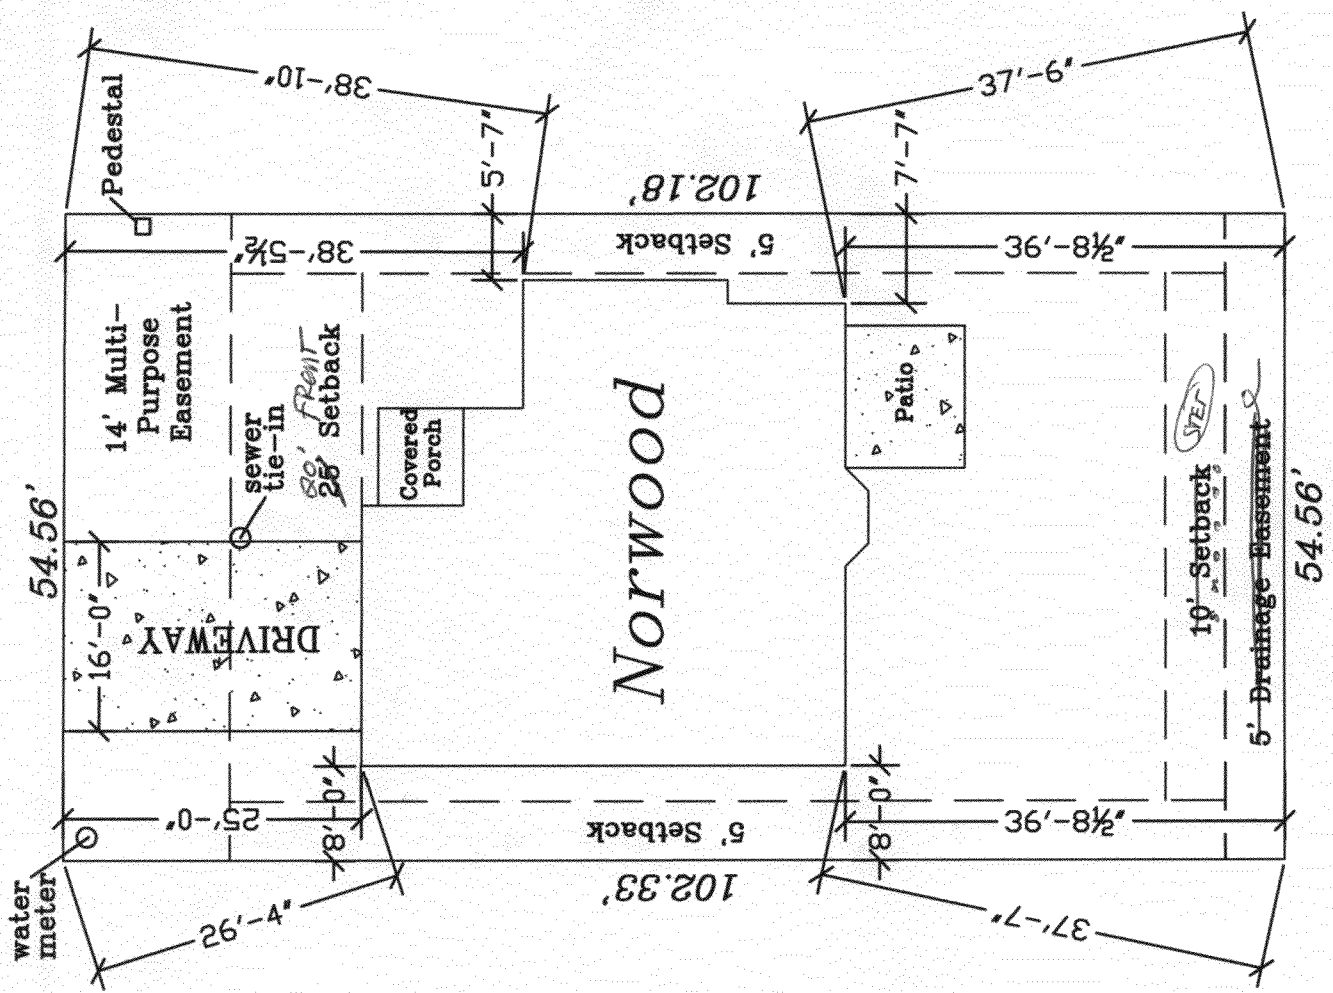 38'-10"
37'-6"
Pedestal
5'-7"
102.18'
7'-7"
38'-5½"
5' Setback
36'-8½"
14' Multi-
Purpose
Easement
sewer
tie-in
20' FRONT
25' Setback
Covered
Porch
Norwood
Patio
10' Setback
5' Drainage Easement
54.56'
54.56'
16'-0"
DRIVEWAY
25'-0"
8'-0"
5' Setback
8'-0"
36'-8½"
water
meter
26'-4"
102.33'
37'-7"